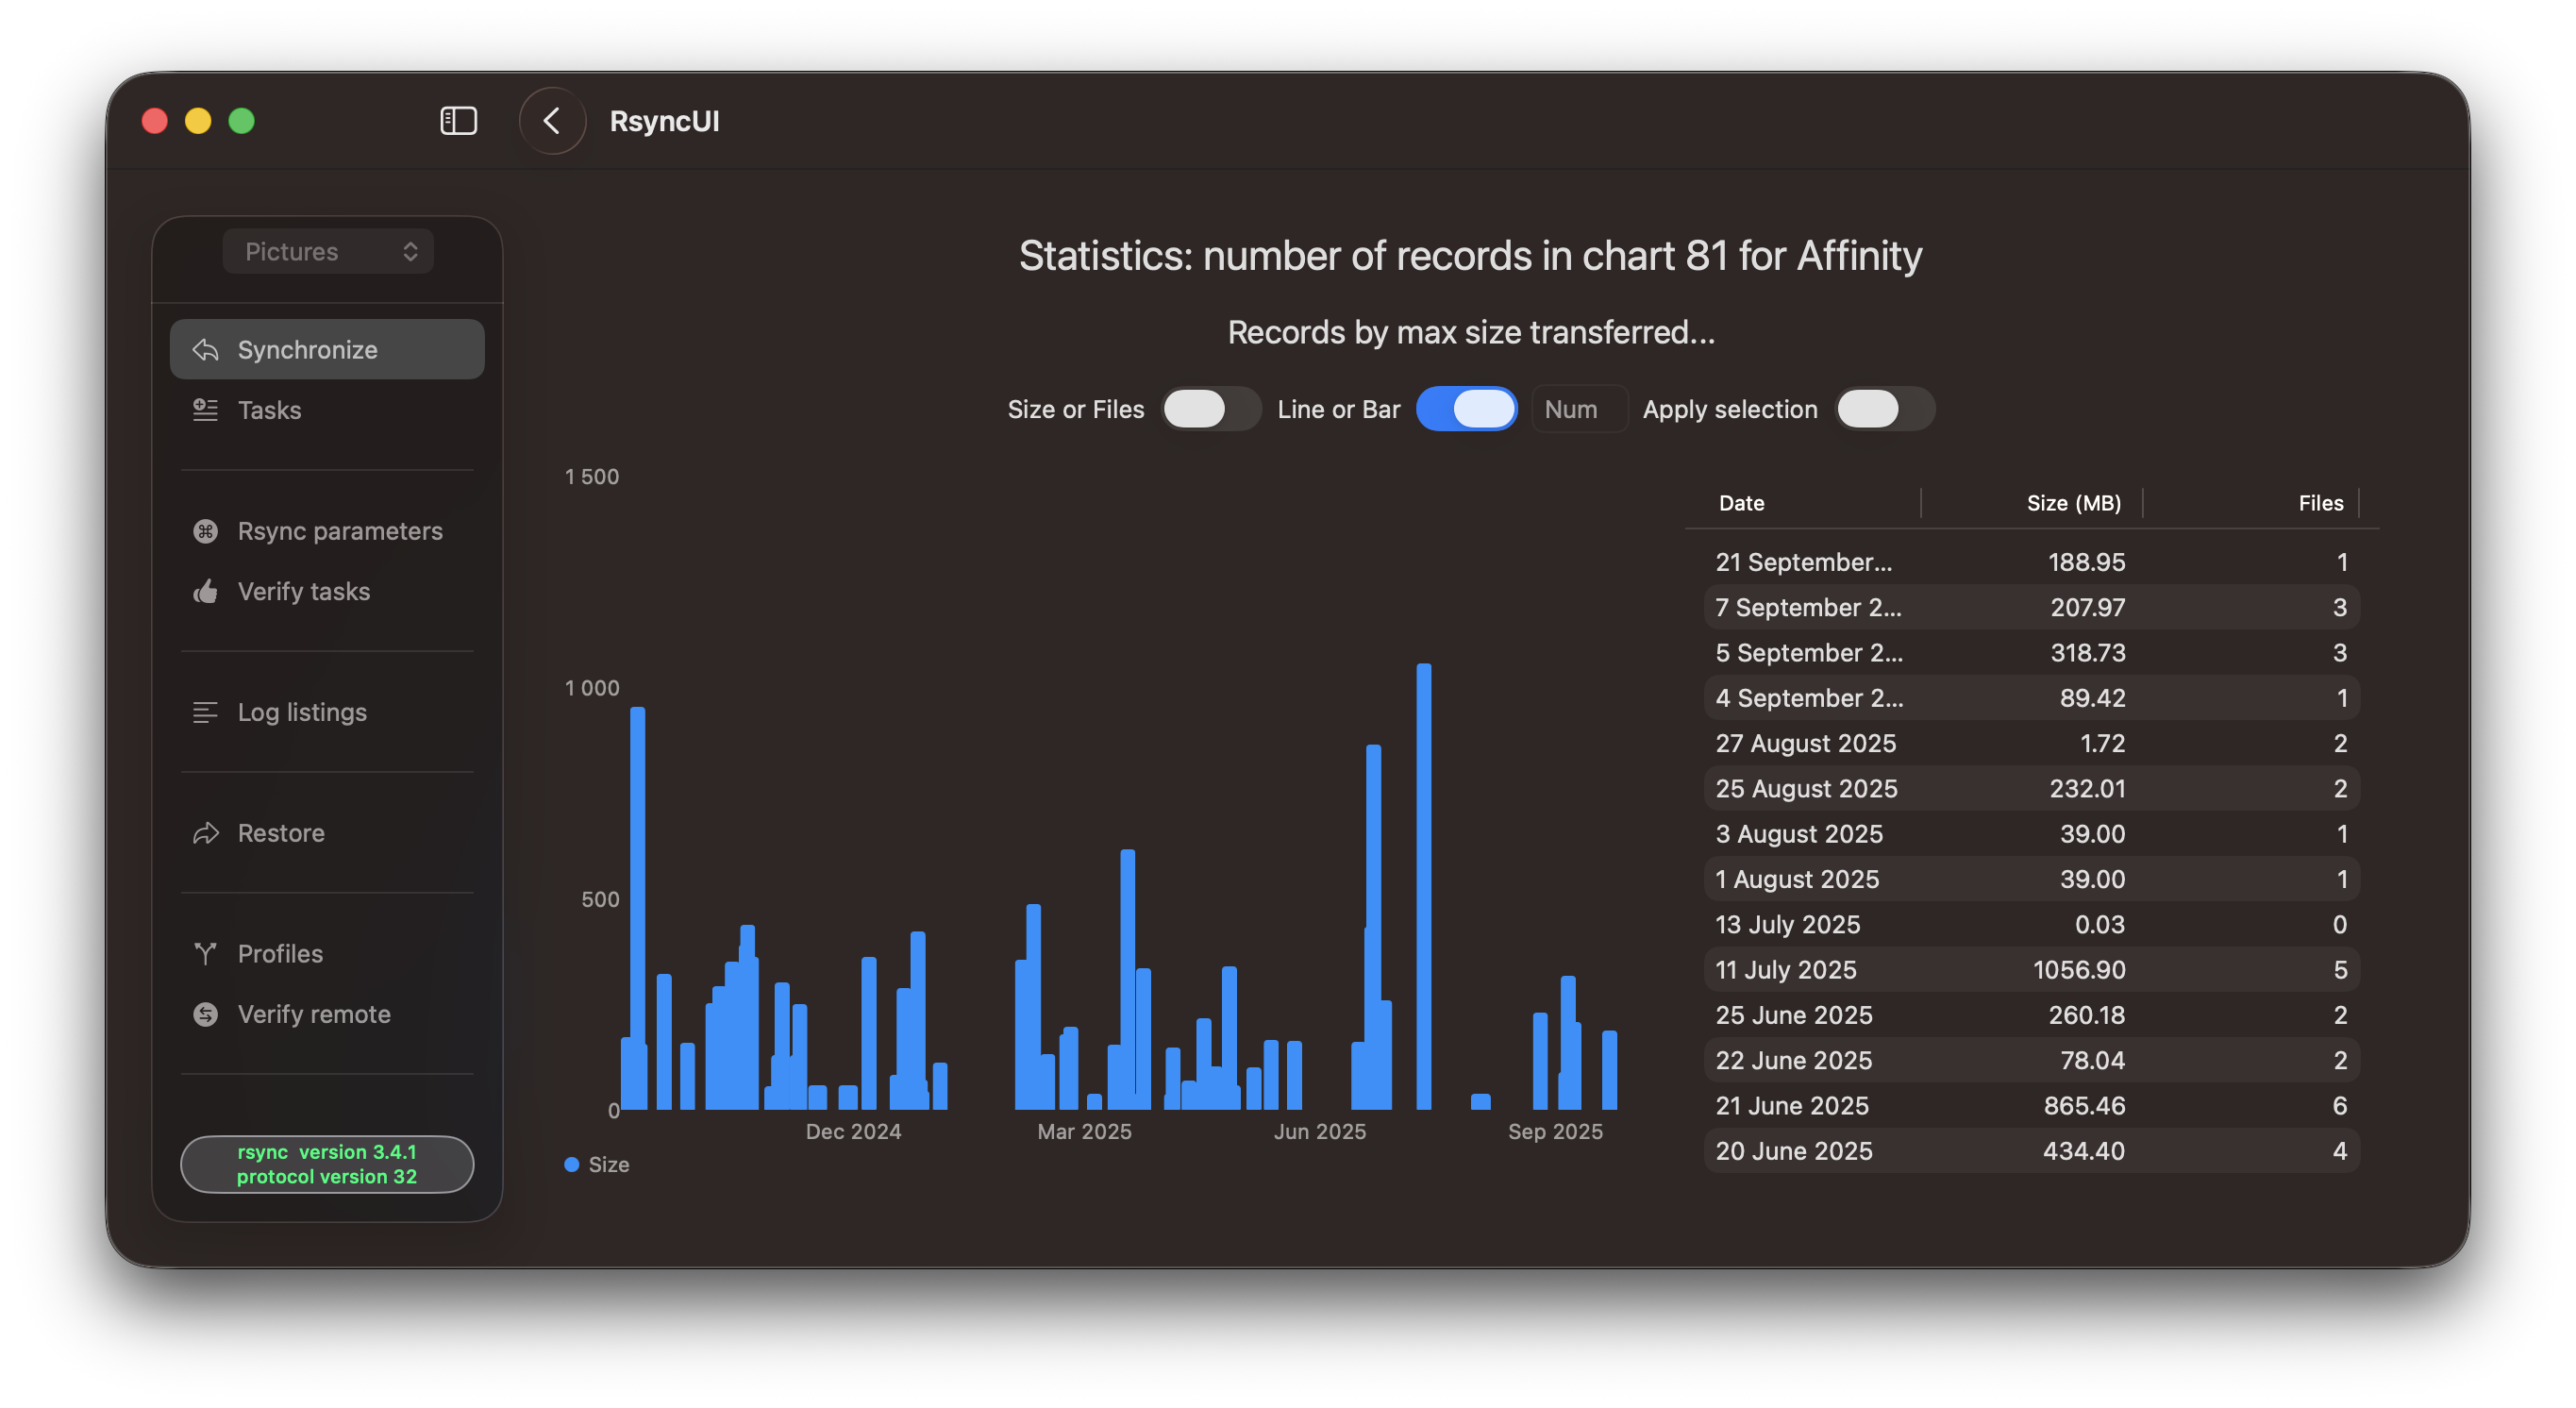 RsyncUI
Pictures
Synchronize
Tasks
Rsync parameters
Verify tasks
Log listings
Restore
Profiles
Verify remote
rsync  version 3.4.1
protocol version 32
Statistics: number of records in chart 81 for Affinity
Records by max size transferred...
Size or Files Line or Bar Num Apply selection
1 500
1 000
500
0
Dec 2024 Mar 2025 Jun 2025 Sep 2025
Size
Date Size (MB) Files
21 September... 188.95 1
7 September 2... 207.97 3
5 September 2... 318.73 3
4 September 2... 89.42 1
27 August 2025 1.72 2
25 August 2025 232.01 2
3 August 2025 39.00 1
1 August 2025 39.00 1
13 July 2025 0.03 0
11 July 2025 1056.90 5
25 June 2025 260.18 2
22 June 2025 78.04 2
21 June 2025 865.46 6
20 June 2025 434.40 4